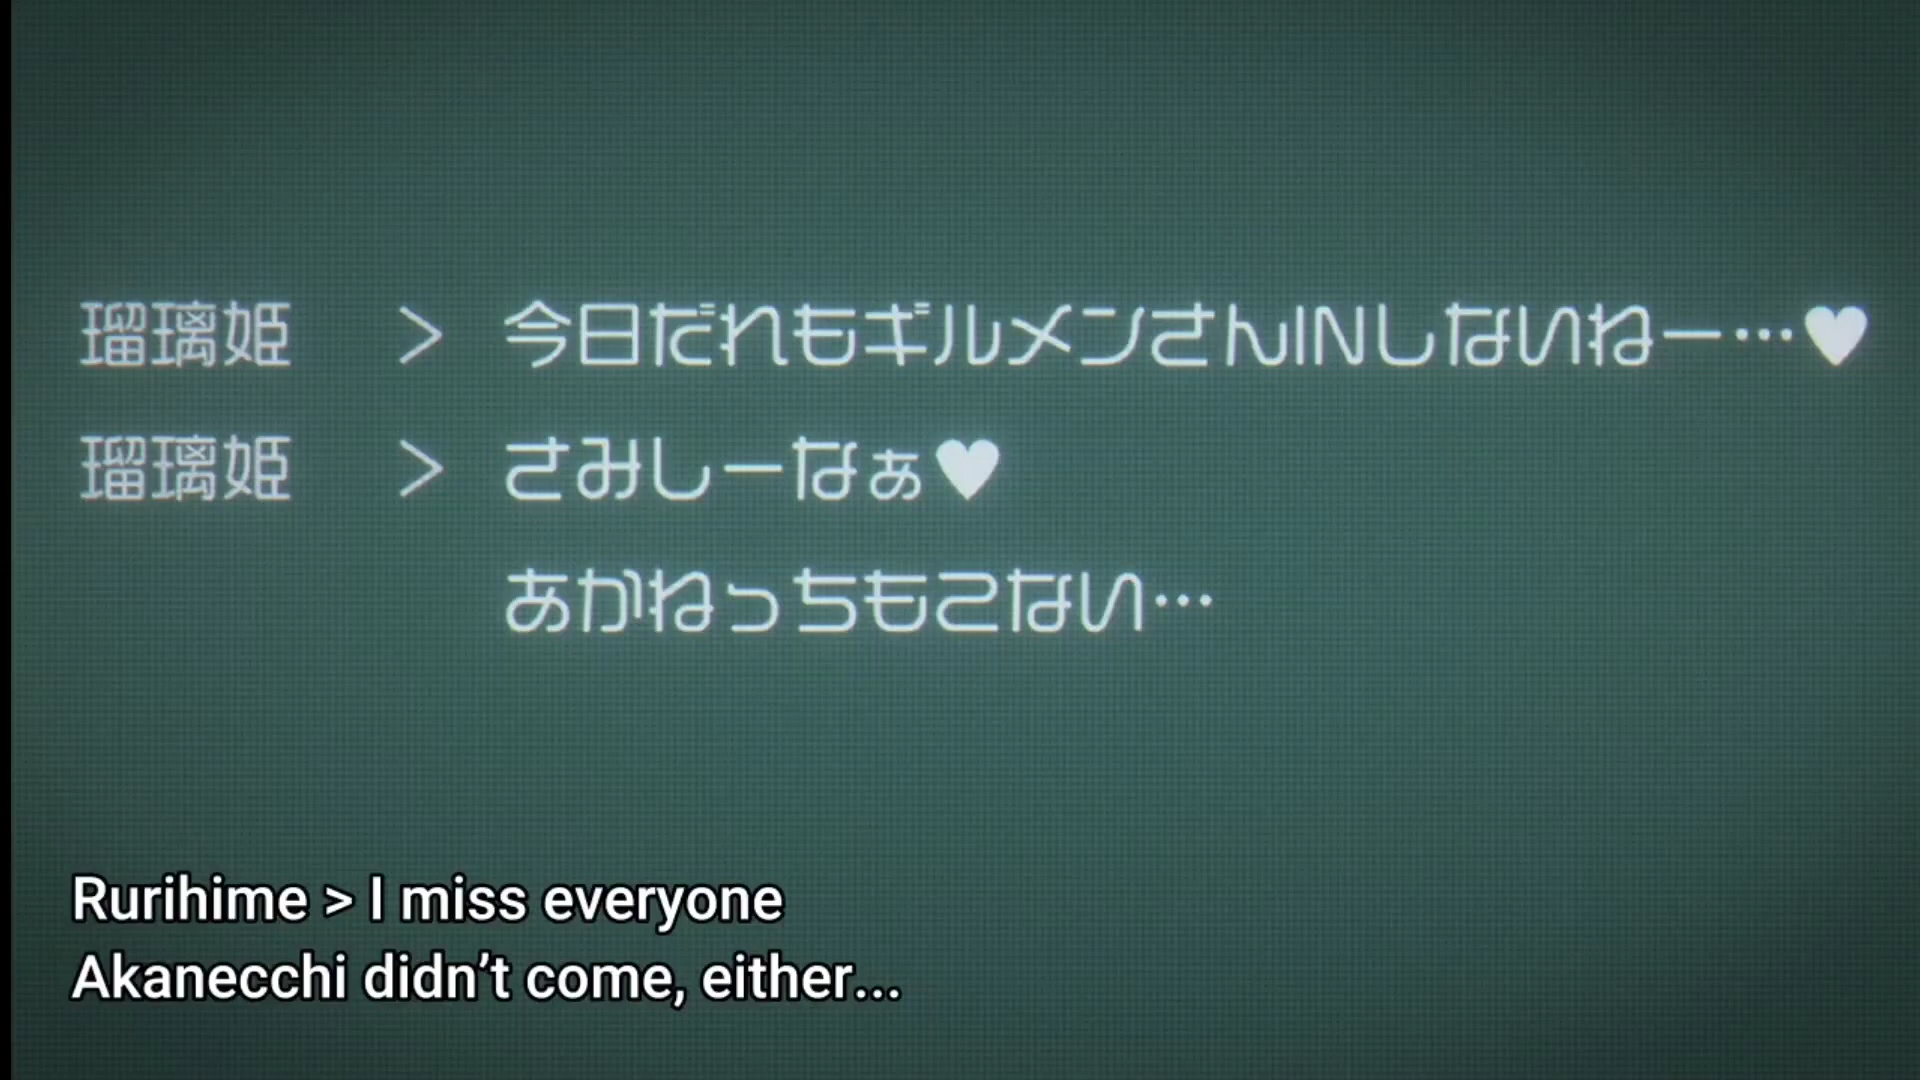 瑠璃姫 > 今日だれもギルメンさんINしないねー…♥
瑠璃姫 > さみしーなぁ♥
あかねっちもこない…
Rurihime > I miss everyone
Akanecchi didn’t come, either...